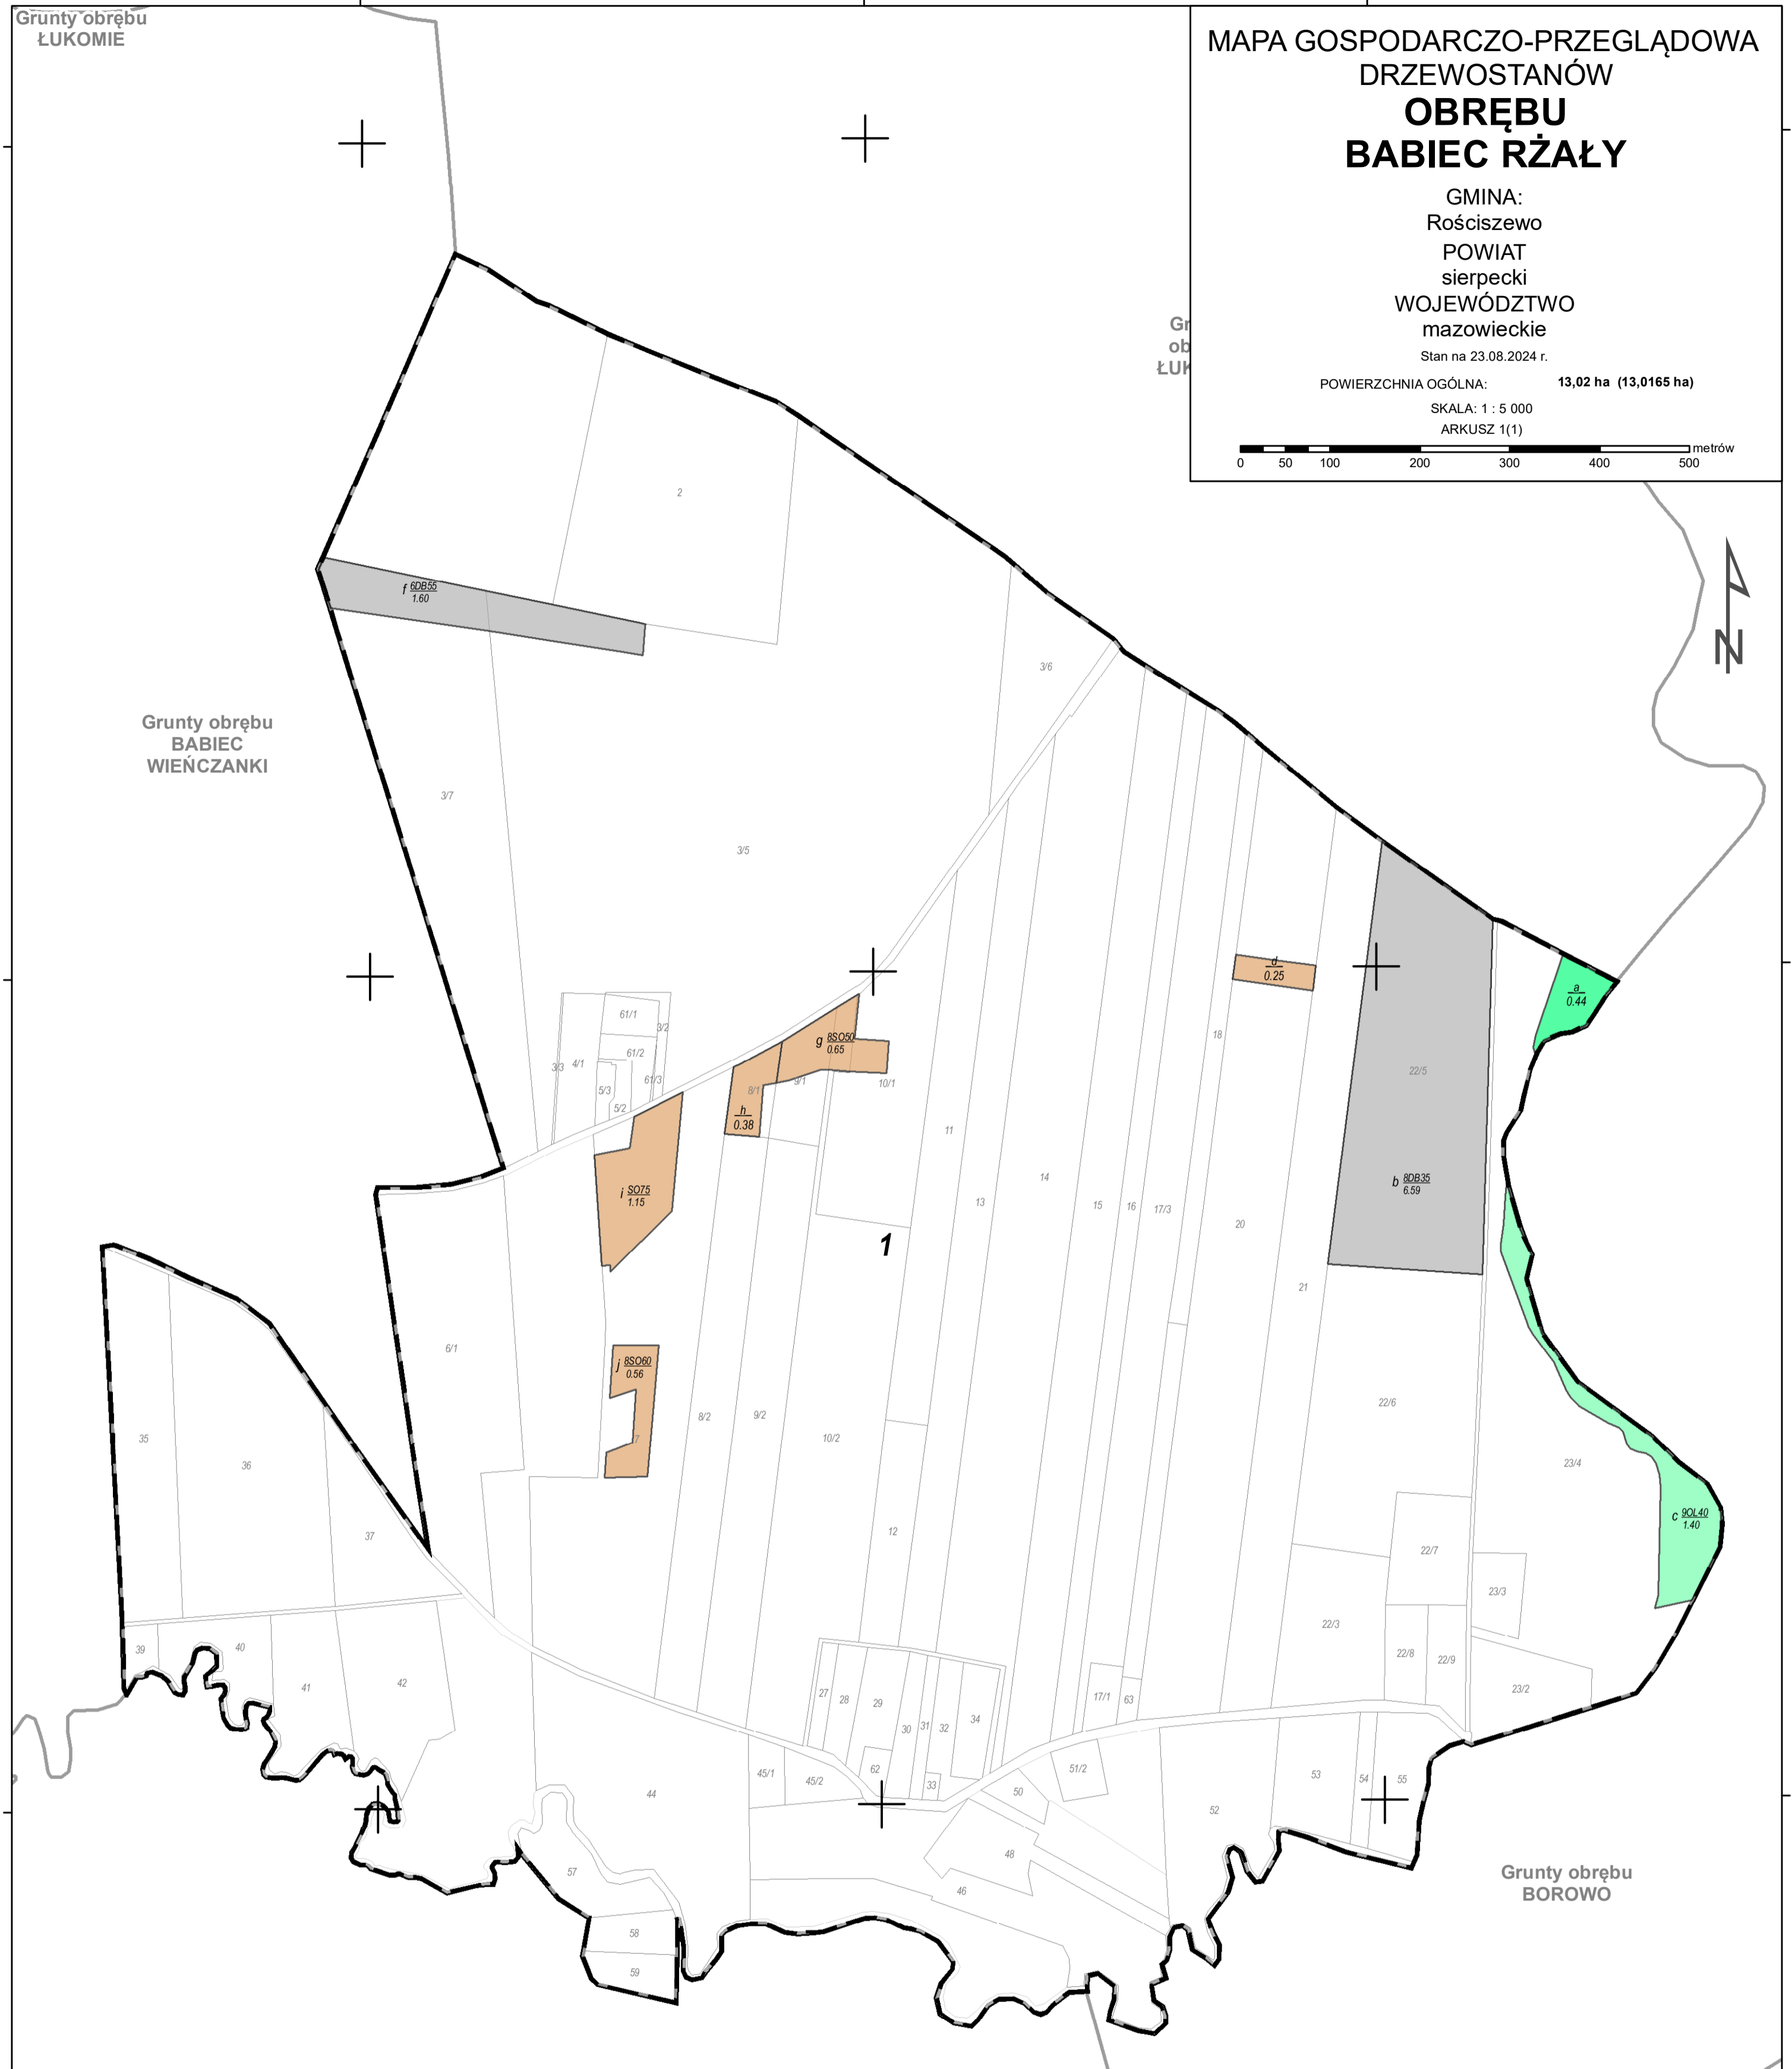 Grunty obrębu
ŁUKOMIE
MAPA GOSPODARCZO-PRZEGLĄDOWA
DRZEWOSTANÓW
OBRĘBU
BABIEC RŻAŁY
GMINA:
Rościszewo
POWIAT
sierpecki
WOJEWÓDZTWO
mazowieckie
Stan na 23.08.2024 r.
POWIERZCHNIA OGÓLNA: 13,02 ha (13,0165 ha)
SKALA: 1 : 5 000
ARKUSZ 1(1)
metrów
0 50 100 200 300 400 500
Gr
ob
ŁUK
N
2
f 6DB55
1.60
3/6
Grunty obrębu
BABIEC
WIEŃCZANKI
3/7
3/5
d
0.25
a
0.44
61/1
3/2
61/2
3/3
4/1
61/3
5/3
5/2
g 8SO50
0.65
8/1
9/1
10/1
h
0.38
18
22/5
11
14
i SO75
1.15
13
15
16
17/3
20
b 8DB35
6.59
1
21
6/1
j 8SO60
0.56
7
8/2
9/2
10/2
22/6
35
36
23/4
37
12
c 9OL40
1.40
22/7
23/3
22/3
22/8
22/9
39
40
41
42
23/2
27
28
29
30
31
32
34
17/1
63
62
33
45/1
45/2
44
51/2
50
53
54
55
52
48
46
57
58
59
Grunty obrębu
BOROWO